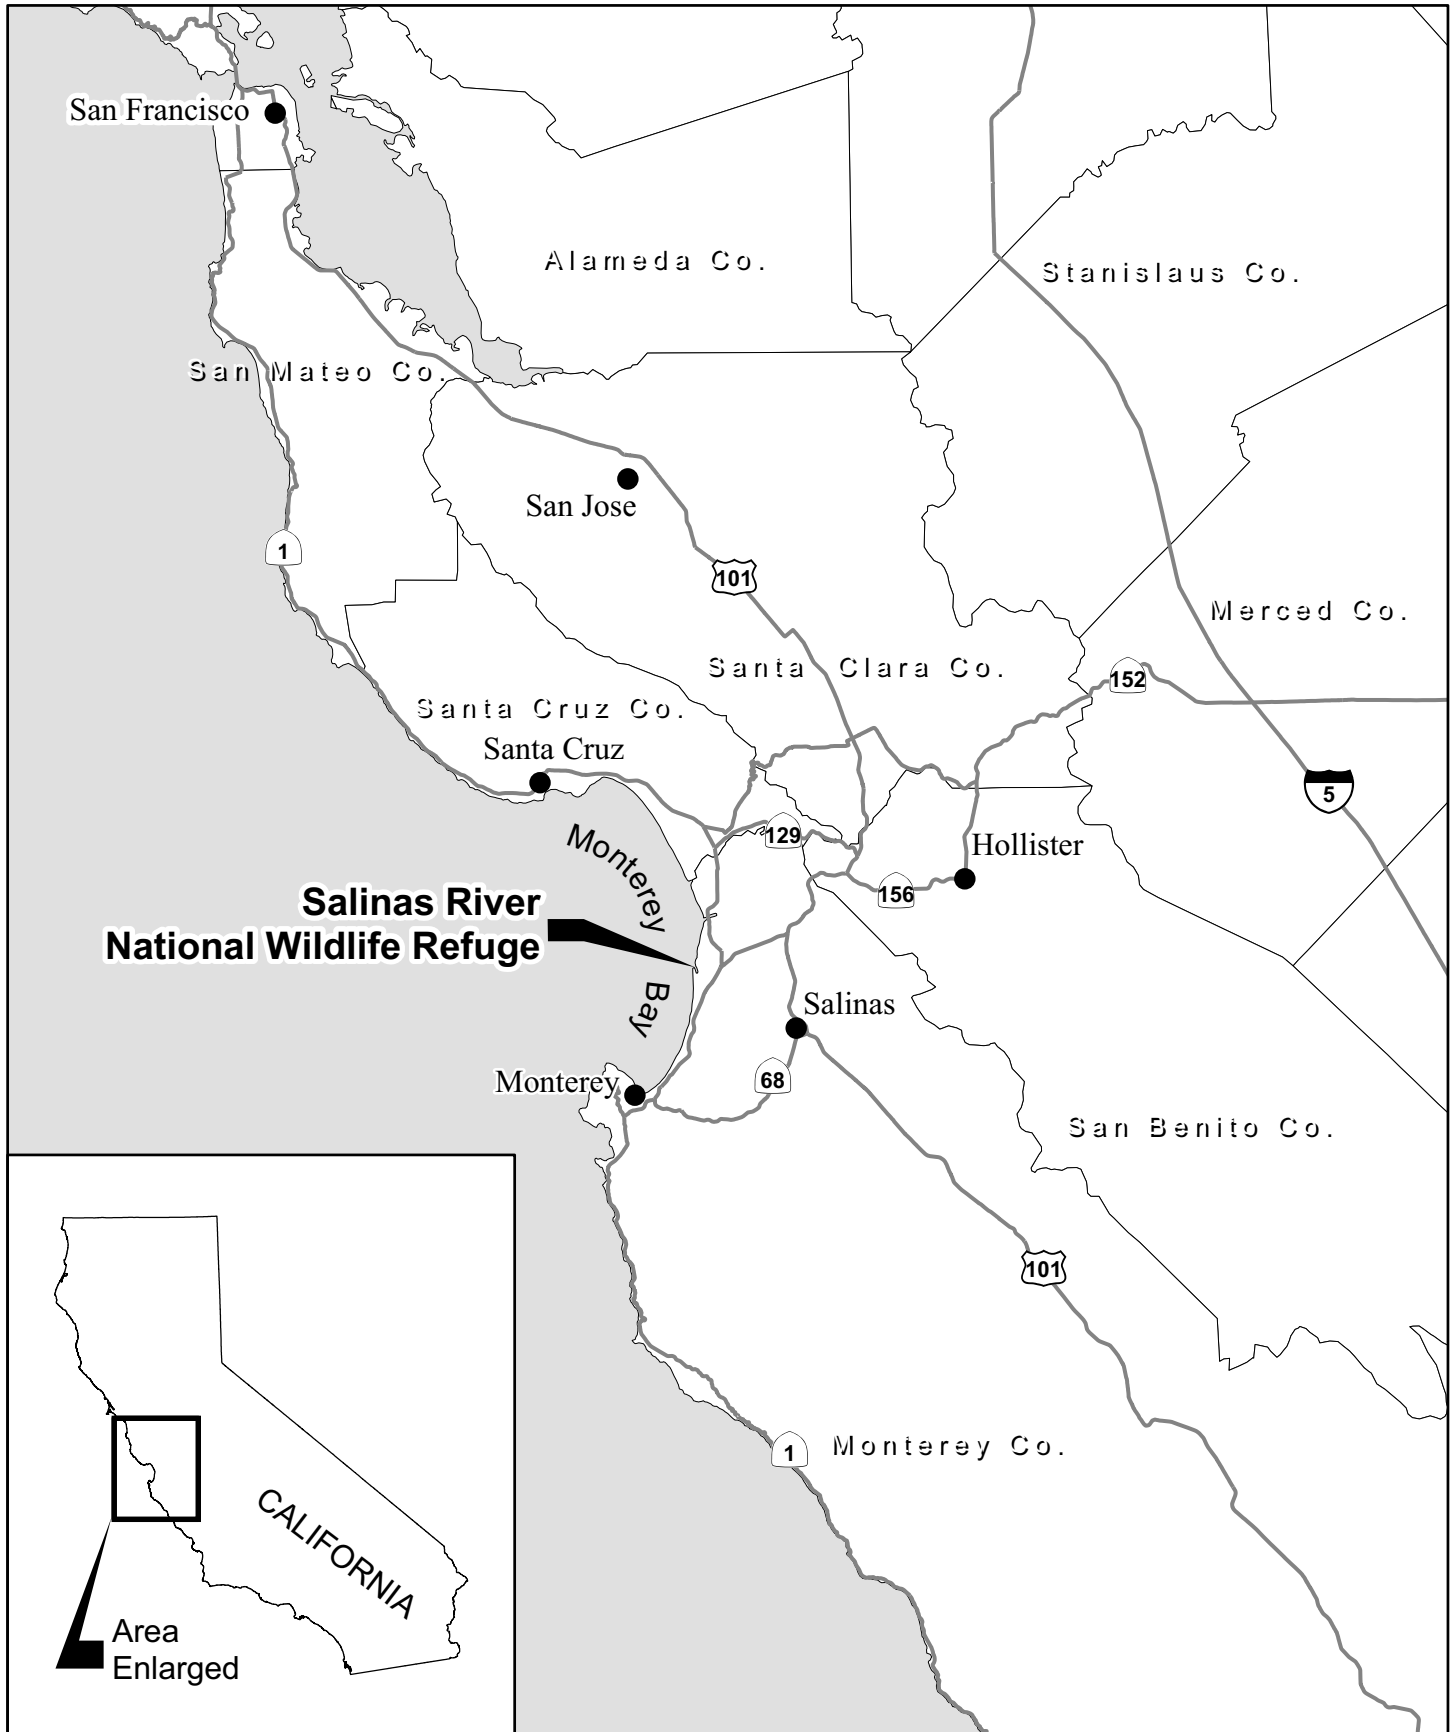 San Francisco
Alameda Co.
Stanislaus Co.
San Mateo Co.
San Jose
1
101
Merced Co.
Santa Clara Co.
152
Santa Cruz Co.
Santa Cruz
5
129
Monterey
Bay
Hollister
156
Salinas River
National Wildlife Refuge
Salinas
68
Monterey
San Benito Co.
101
1
Monterey Co.
CALIFORNIA
Area
Enlarged